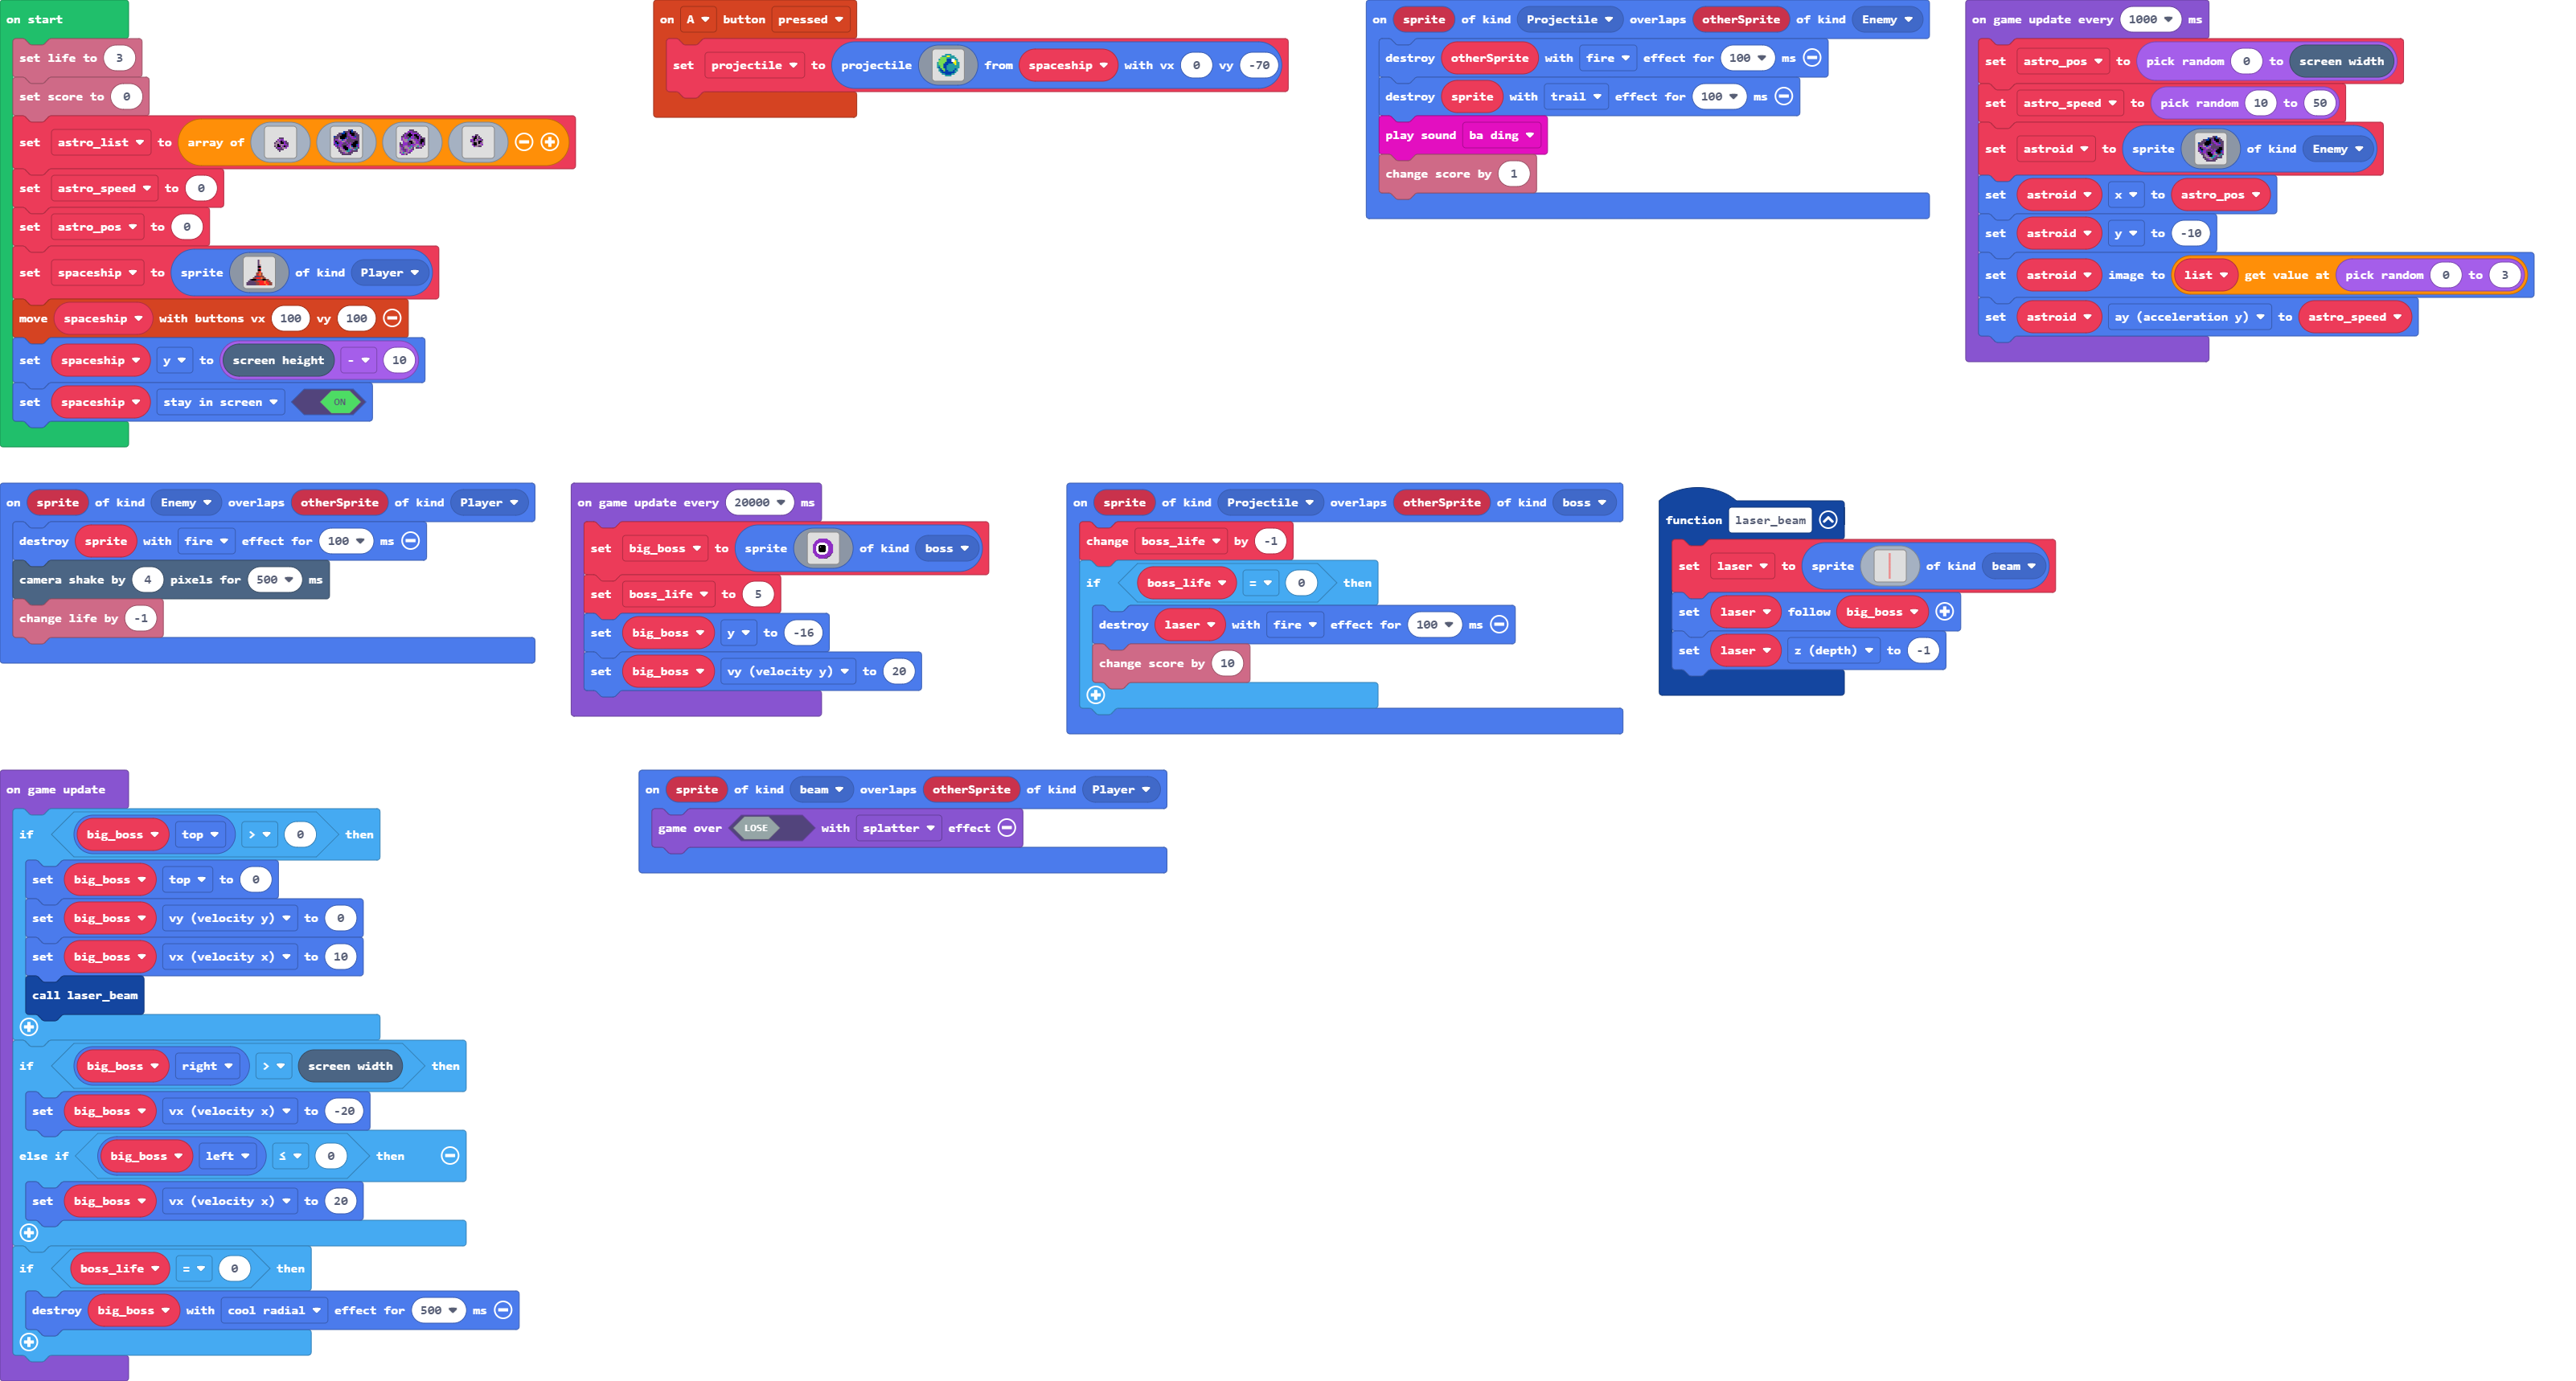 on start
set life to 3
set score to 0
set astro_list to array of
set astro_speed to 0
set astro_pos to 0
set spaceship to sprite of kind Player
move spaceship with buttons vx 100 vy 100
set spaceship y to screen height - 10
set spaceship stay in screen ON
on A button pressed
set projectile to projectile from spaceship with vx 0 vy -70
on sprite of kind Projectile overlaps otherSprite of kind Enemy
destroy otherSprite with fire effect for 100 ms
destroy sprite with trail effect for 100 ms
play sound ba ding
change score by 1
on game update every 1000 ms
set astro_pos to pick random 0 to screen width
set astro_speed to pick random 10 to 50
set astroid to sprite of kind Enemy
set astroid x to astro_pos
set astroid y to -10
set astroid image to list get value at pick random 0 to 3
set astroid ay (acceleration y) to astro_speed
on sprite of kind Enemy overlaps otherSprite of kind Player
destroy sprite with fire effect for 100 ms
camera shake by 4 pixels for 500 ms
change life by -1
on game update every 20000 ms
set big_boss to sprite of kind boss
set boss_life to 5
set big_boss y to -16
set big_boss vy (velocity y) to 20
on sprite of kind Projectile overlaps otherSprite of kind boss
change boss_life by -1
if boss_life = 0 then
destroy laser with fire effect for 100 ms
change score by 10
function laser_beam
set laser to sprite of kind beam
set laser follow big_boss
set laser z (depth) to -1
on game update
if big_boss top > 0 then
set big_boss top to 0
set big_boss vy (velocity y) to 0
set big_boss vx (velocity x) to 10
call laser_beam
if big_boss right > screen width then
set big_boss vx (velocity x) to -20
else if big_boss left ≤ 0 then
set big_boss vx (velocity x) to 20
if boss_life = 0 then
destroy big_boss with cool radial effect for 500 ms
on sprite of kind beam overlaps otherSprite of kind Player
game over LOSE with splatter effect